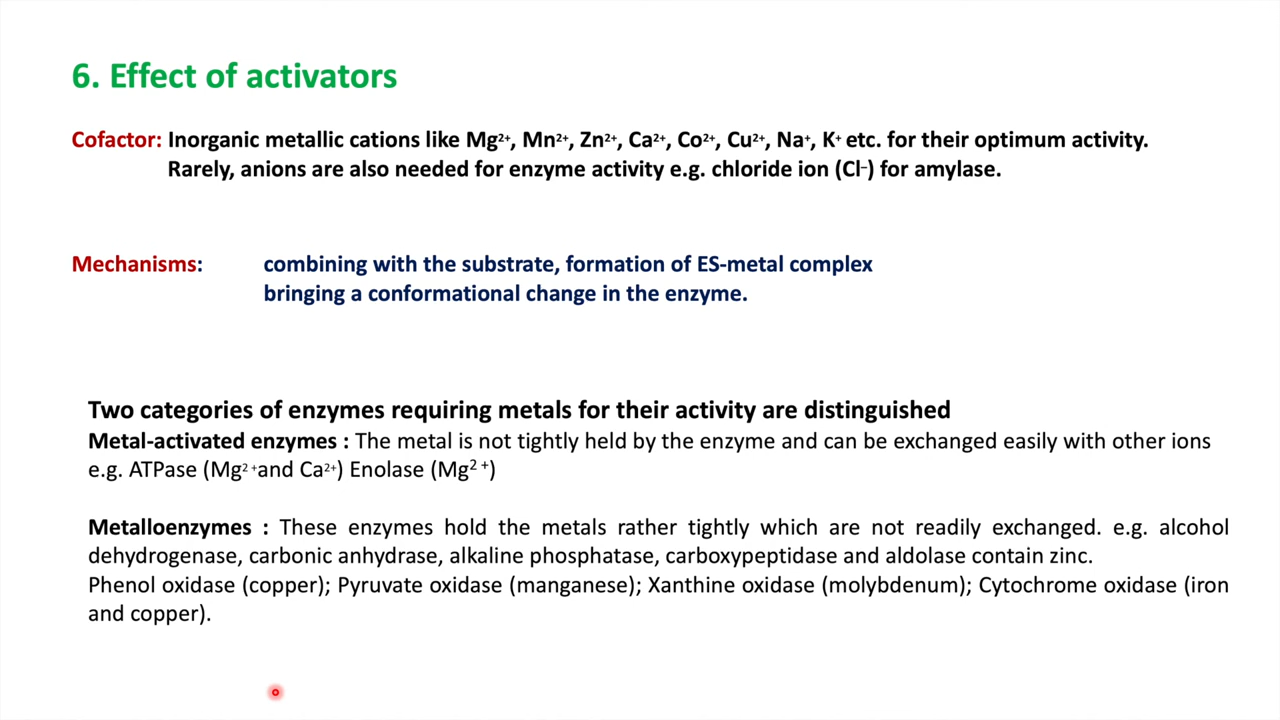 6. Effect of activators
Cofactor: Inorganic metallic cations like Mg²⁺, Mn²⁺, Zn²⁺, Ca²⁺, Co²⁺, Cu²⁺, Na⁺, K⁺ etc. for their optimum activity.
Rarely, anions are also needed for enzyme activity e.g. chloride ion (Cl⁻) for amylase.
Mechanisms: combining with the substrate, formation of ES-metal complex
bringing a conformational change in the enzyme.
Two categories of enzymes requiring metals for their activity are distinguished
Metal-activated enzymes : The metal is not tightly held by the enzyme and can be exchanged easily with other ions
e.g. ATPase (Mg²⁺and Ca²⁺) Enolase (Mg²⁺)
Metalloenzymes : These enzymes hold the metals rather tightly which are not readily exchanged. e.g. alcohol
dehydrogenase, carbonic anhydrase, alkaline phosphatase, carboxypeptidase and aldolase contain zinc.
Phenol oxidase (copper); Pyruvate oxidase (manganese); Xanthine oxidase (molybdenum); Cytochrome oxidase (iron
and copper).